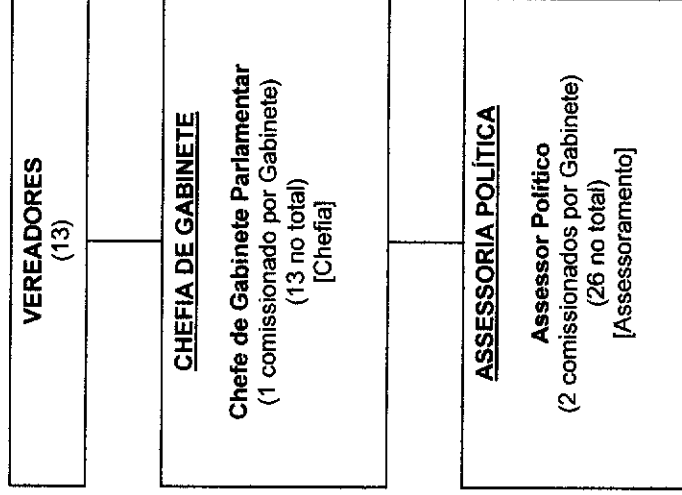 VEREADORES
(13)
CHEFIA DE GABINETE
Chefe de Gabinete Parlamentar
(1 comissionado por Gabinete)
(13 no total)
[Chefia]
ASSESSORIA POLÍTICA
Assessor Político
(2 comissionados por Gabinete)
(26 no total)
[Assessoramento]